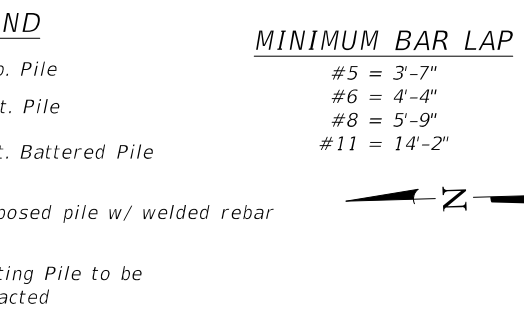 ND
. Pile
t. Pile
t. Battered Pile
posed pile w/ welded rebar
ting Pile to be
acted
MINIMUM BAR LAP
#5 = 3'-7"
#6 = 4'-4"
#8 = 5'-9"
#11 = 14'-2"
N